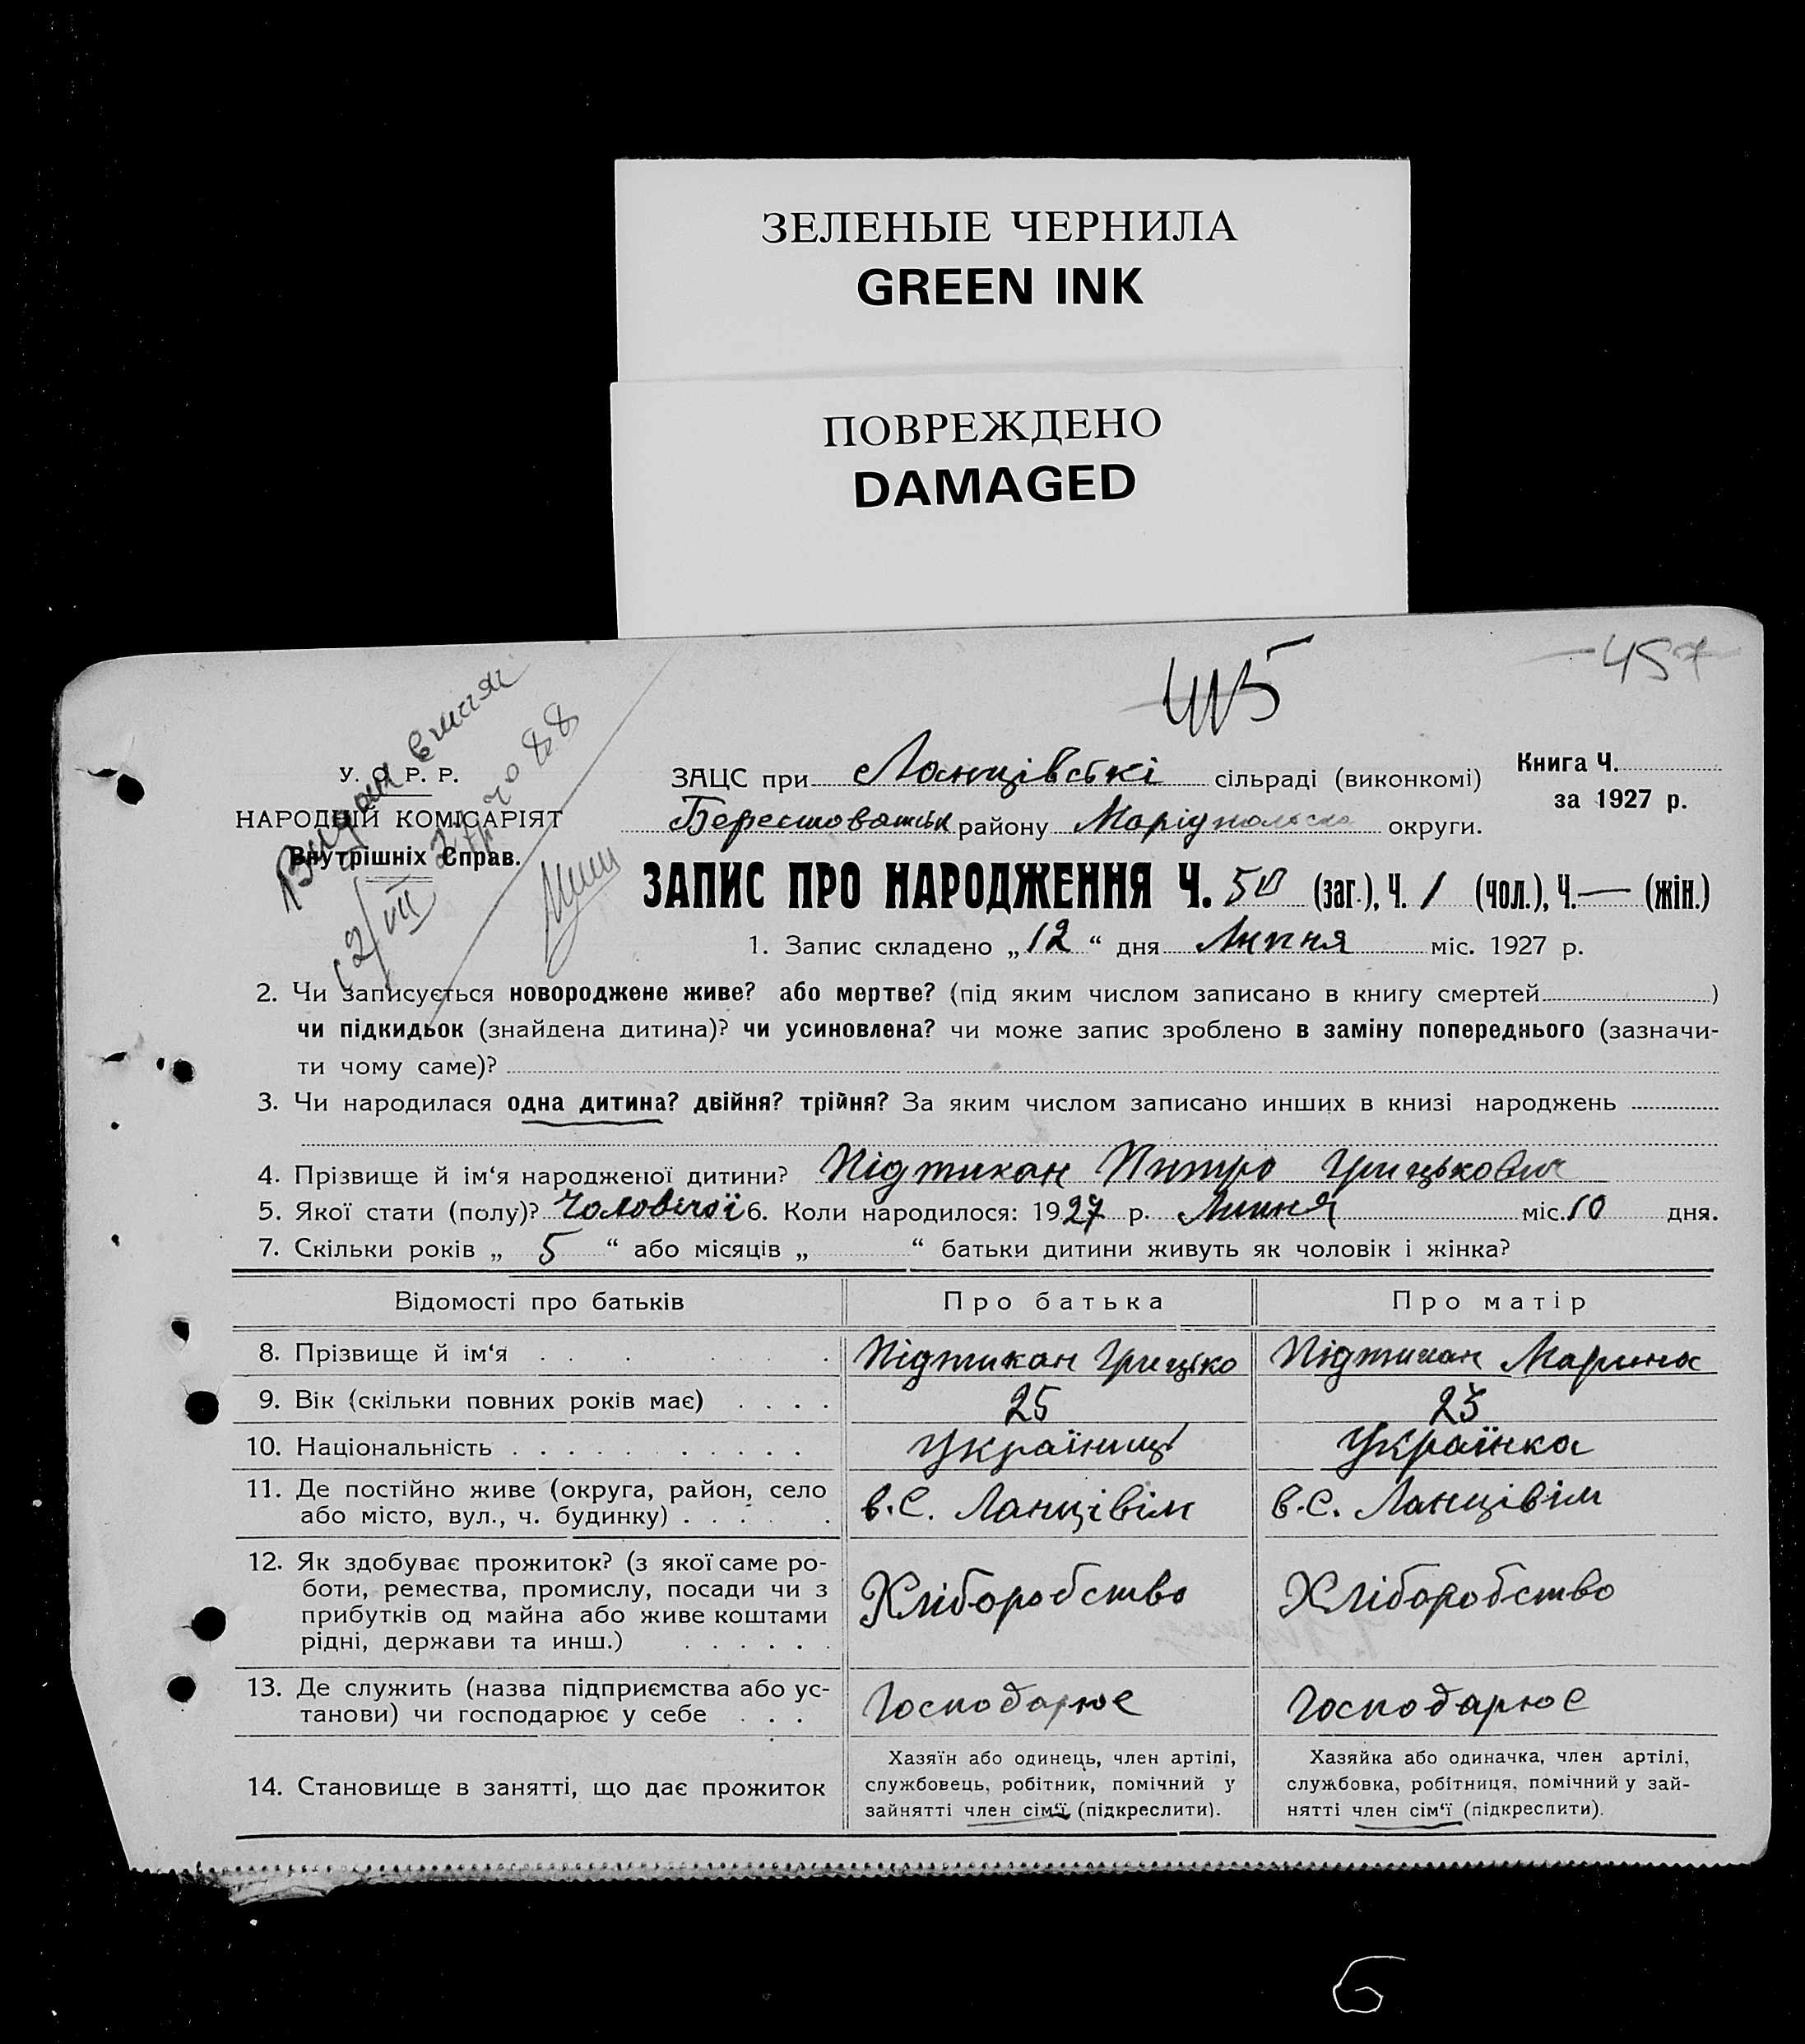 ЗЕЛЕНЫЕ ЧЕРНИЛА
GREEN INK
ПОВРЕЖДЕНО
DAMAGED
457
У. С. Р. Р.
НАРОДНІЙ КОМІСАРІЯТ
Внутрішніх Справ.
12/VII
ЗАЦС при Ланцівські сільраді (виконкомі)
Книга Ч.
за 1927 р.
Берестоватськ району Маріупольсько округи.
ЗАПИС ПРО НАРОДЖЕННЯ Ч. 50 (заг.), Ч. 1 (чол.), Ч. — (жін.)
1. Запис складено „12“ дня Липня міс. 1927 р.
2. Чи записується новороджене живе? або мертве? (під яким числом записано в книгу смертей)
чи підкидьок (знайдена дитина)? чи усиновлена? чи може запис зроблено в заміну попереднього (зазначи-
ти чому саме)?
3. Чи народилася одна дитина? двійня? трійня? За яким числом записано инших в книзі народжень
4. Прізвище й ім‘я народженої дитини? Підтикан Питро Грицькович
5. Якої стати (полу)? Чоловічої 6. Коли народилося: 1927 р. Липня міс. 10 дня.
7. Скільки років „ 5 “ або місяців „ “ батьки дитини живуть як чоловік і жінка?
Відомості про батьків Про батька Про матір
8. Прізвище й ім‘я Підтикан Грицько Підтикан Марина
9. Вік (скільки повних років має) 25 23
10. Національність Україниць Українка
11. Де постійно живе (округа, район, село
або місто, вул., ч. будинку) в.С. Ланцівім в.С. Ланцівім
12. Як здобуває прожиток? (з якої саме ро-
боти, ремества, промислу, посади чи з
прибутків од майна або живе коштами
рідні, держави та инш.) Хліборобство Хліборобство
13. Де служить (назва підприємства або ус-
танови) чи господарює у себе Господарює Господарює
14. Становище в занятті, що дає прожиток
Хазяїн або одинець, член артілі,
службовець, робітник, помічний у
зайнятті член сім‘ї (підкреслити).
Хазяйка або одиначка, член артілі,
службовка, робітниця, помічний у зай-
нятті член сім‘ї (підкреслити).
6